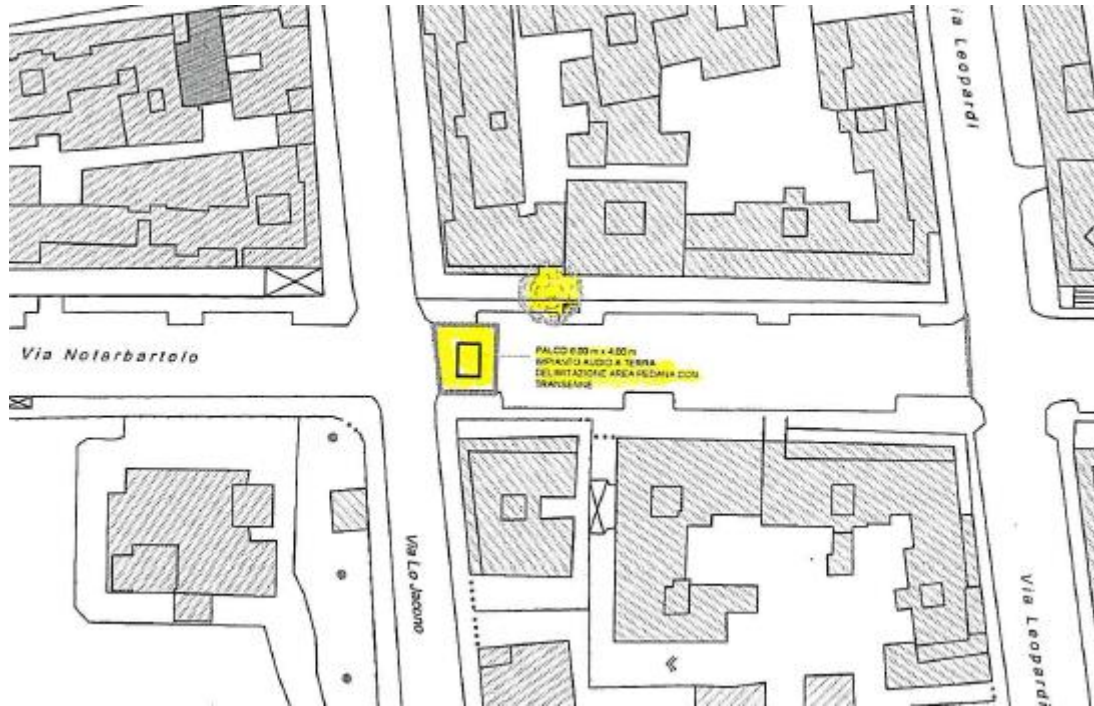 Via Leopardi
Via Notarbartolo
PALCO 6.00 m x 4.00 m
IMPIANTO AUDIO A TERRA
DELIMITAZIONE AREA PEDANA CON
TRANSENNE
Via Lo Jacono
Via Leopardi